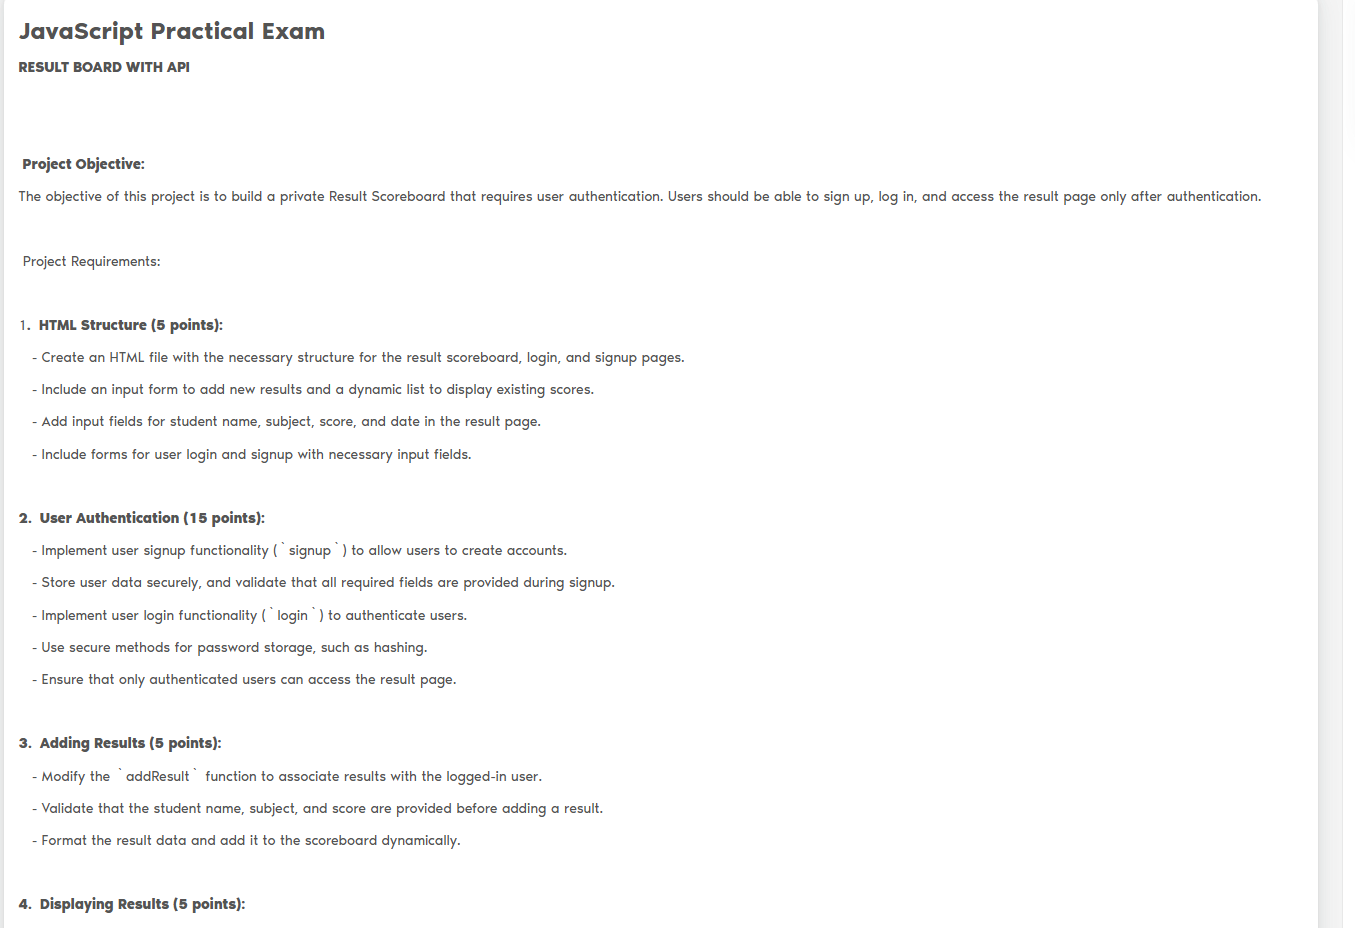 JavaScript Practical Exam
RESULT BOARD WITH API
Project Objective:
The objective of this project is to build a private Result Scoreboard that requires user authentication. Users should be able to sign up, log in, and access the result page only after authentication.
Project Requirements:
1. HTML Structure (5 points):
- Create an HTML file with the necessary structure for the result scoreboard, login, and signup pages.
- Include an input form to add new results and a dynamic list to display existing scores.
- Add input fields for student name, subject, score, and date in the result page.
- Include forms for user login and signup with necessary input fields.
2. User Authentication (15 points):
- Implement user signup functionality (`signup`) to allow users to create accounts.
- Store user data securely, and validate that all required fields are provided during signup.
- Implement user login functionality (`login`) to authenticate users.
- Use secure methods for password storage, such as hashing.
- Ensure that only authenticated users can access the result page.
3. Adding Results (5 points):
- Modify the `addResult` function to associate results with the logged-in user.
- Validate that the student name, subject, and score are provided before adding a result.
- Format the result data and add it to the scoreboard dynamically.
4. Displaying Results (5 points):